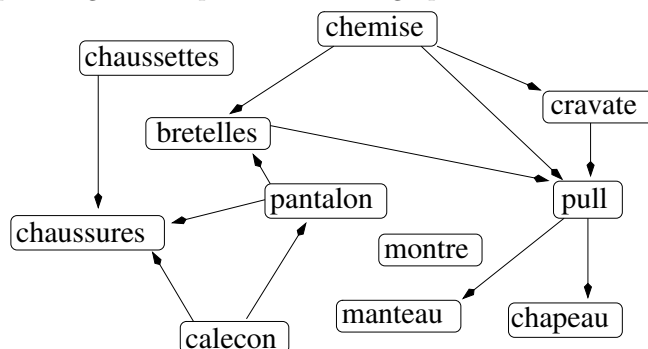 chemise
chaussettes
cravate
bretelles
pantalon
pull
chaussures
montre
manteau
chapeau
calecon